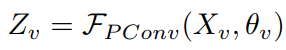 Z_v = \mathcal{F}_{PConv}(X_v, \theta_v)